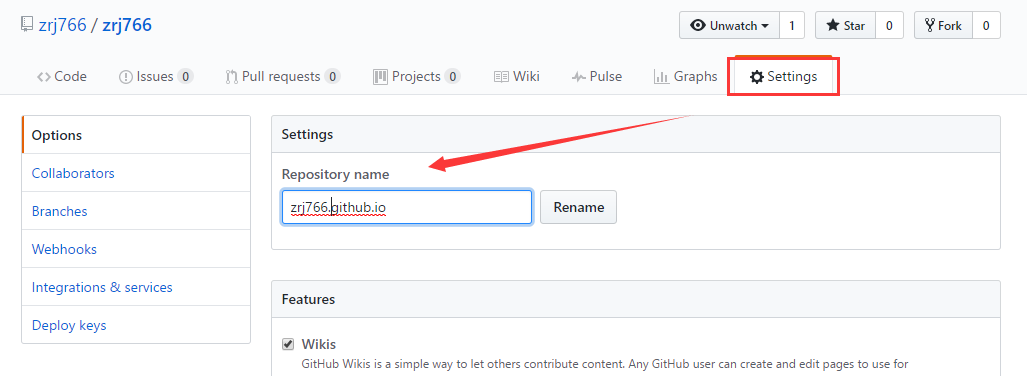 zrj766 / zrj766
Unwatch 1 Star 0 Fork 0
Code Issues 0 Pull requests 0 Projects 0 Wiki Pulse Graphs Settings
Options
Collaborators
Branches
Webhooks
Integrations & services
Deploy keys
Settings
Repository name
zrj766.github.io Rename
Features
Wikis
GitHub Wikis is a simple way to let others contribute content. Any GitHub user can create and edit pages to use for